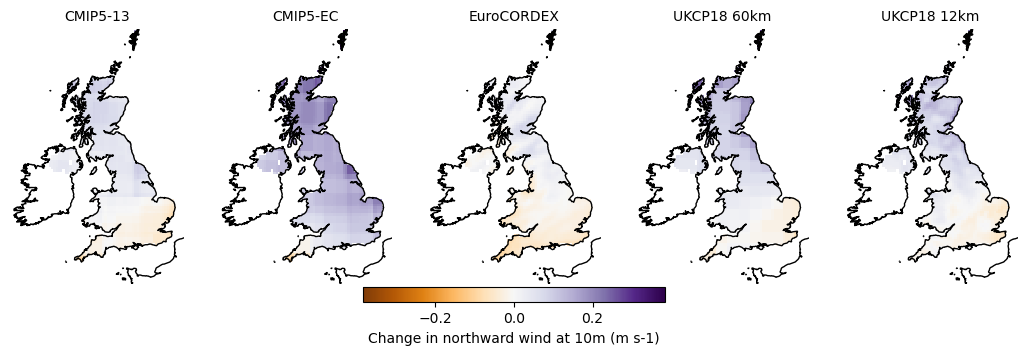 CMIP5-13 CMIP5-EC EuroCORDEX UKCP18 60km UKCP18 12km
−0.2 0.0 0.2
Change in northward wind at 10m (m s-1)